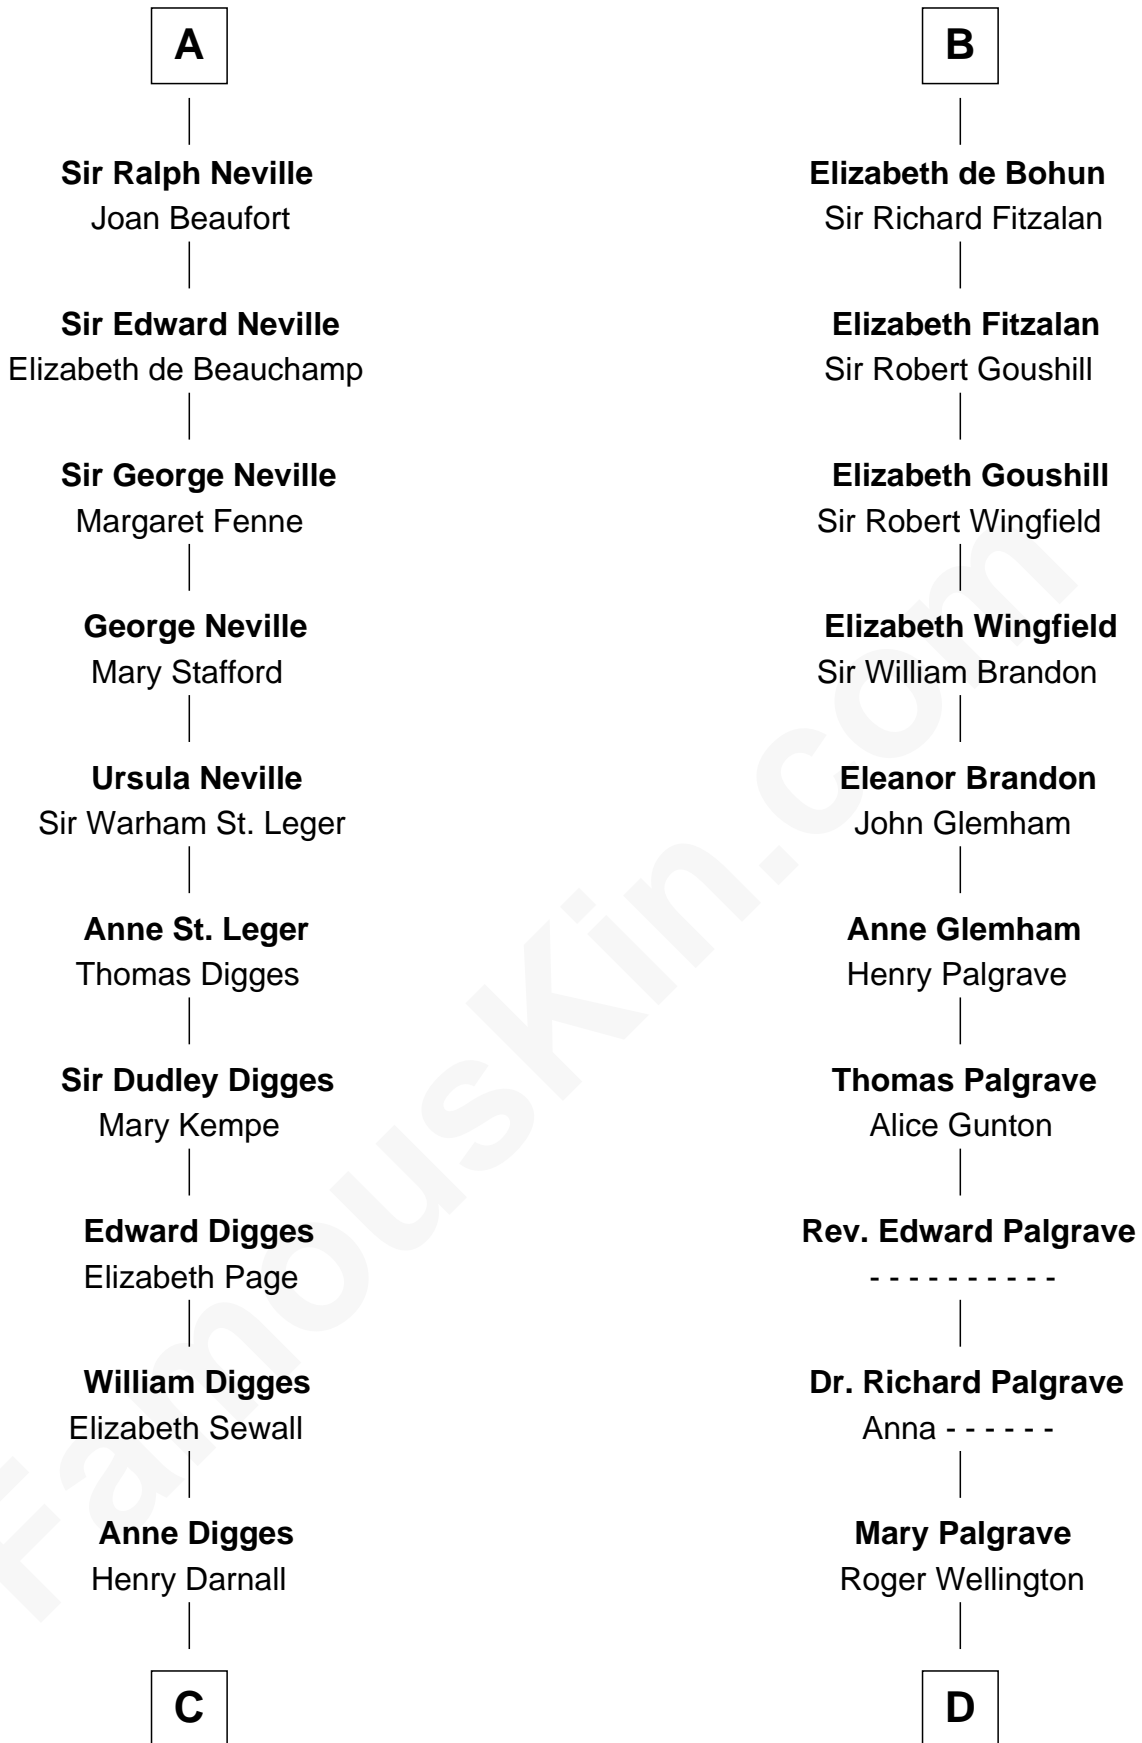 A
Sir Ralph Neville
Joan Beaufort
Sir Edward Neville
Elizabeth de Beauchamp
Sir George Neville
Margaret Fenne
George Neville
Mary Stafford
Ursula Neville
Sir Warham St. Leger
Anne St. Leger
Thomas Digges
Sir Dudley Digges
Mary Kempe
Edward Digges
Elizabeth Page
William Digges
Elizabeth Sewall
Anne Digges
Henry Darnall
C
B
Elizabeth de Bohun
Sir Richard Fitzalan
Elizabeth Fitzalan
Sir Robert Goushill
Elizabeth Goushill
Sir Robert Wingfield
Elizabeth Wingfield
Sir William Brandon
Eleanor Brandon
John Glemham
Anne Glemham
Henry Palgrave
Thomas Palgrave
Alice Gunton
Rev. Edward Palgrave
- - - - - - - - - -
Dr. Richard Palgrave
Anna - - - - - -
Mary Palgrave
Roger Wellington
D
FamousKin.com